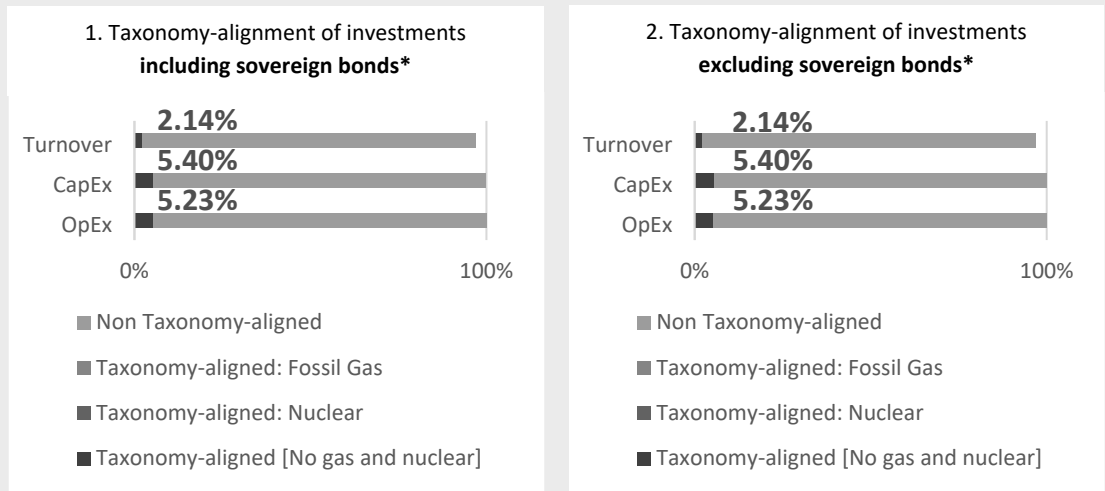 1. Taxonomy-alignment of investments
including sovereign bonds*
2.14%
Turnover
5.40%
CapEx
5.23%
OpEx
0%
100%
Non Taxonomy-aligned
Taxonomy-aligned: Fossil Gas
Taxonomy-aligned: Nuclear
Taxonomy-aligned [No gas and nuclear]
2. Taxonomy-alignment of investments
excluding sovereign bonds*
2.14%
Turnover
5.40%
CapEx
5.23%
OpEx
0%
100%
Non Taxonomy-aligned
Taxonomy-aligned: Fossil Gas
Taxonomy-aligned: Nuclear
Taxonomy-aligned [No gas and nuclear]